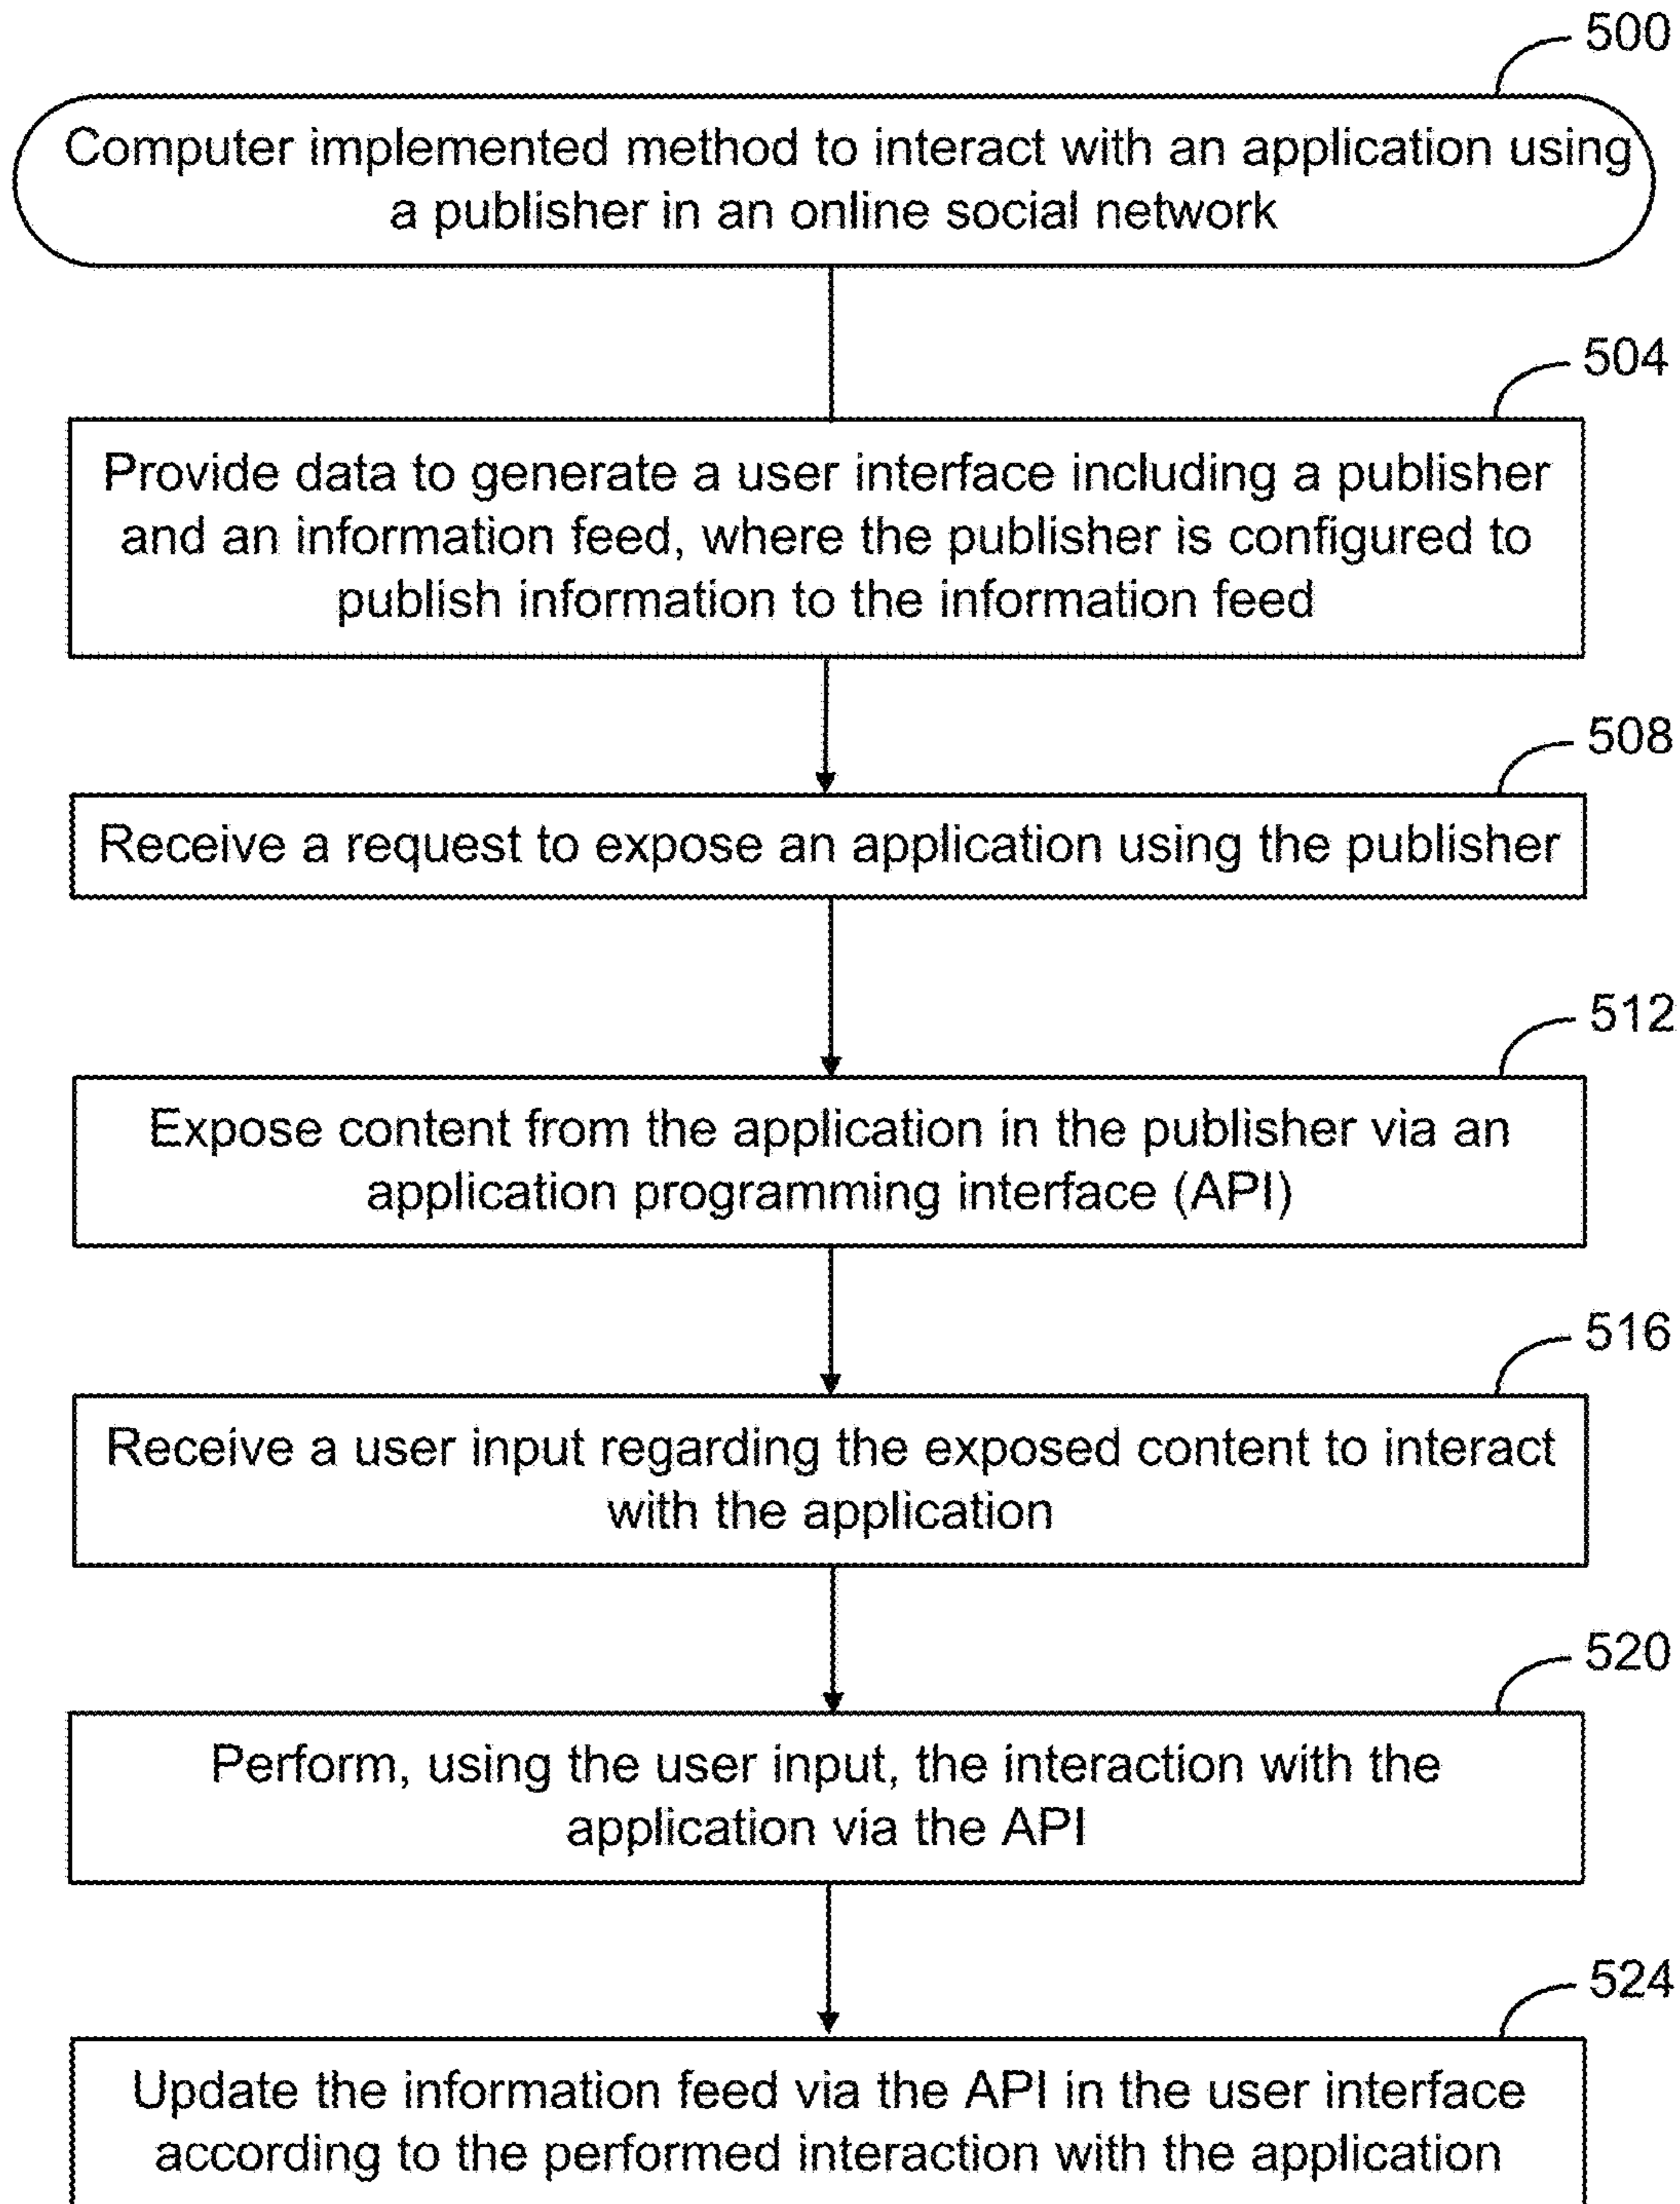 500
Computer implemented method to interact with an application using
a publisher in an online social network
504
Provide data to generate a user interface including a publisher
and an information feed, where the publisher is configured to
publish information to the information feed
508
Receive a request to expose an application using the publisher
512
Expose content from the application in the publisher via an
application programming interface (API)
516
Receive a user input regarding the exposed content to interact
with the application
520
Perform, using the user input, the interaction with the
application via the API
524
Update the information feed via the API in the user interface
according to the performed interaction with the application